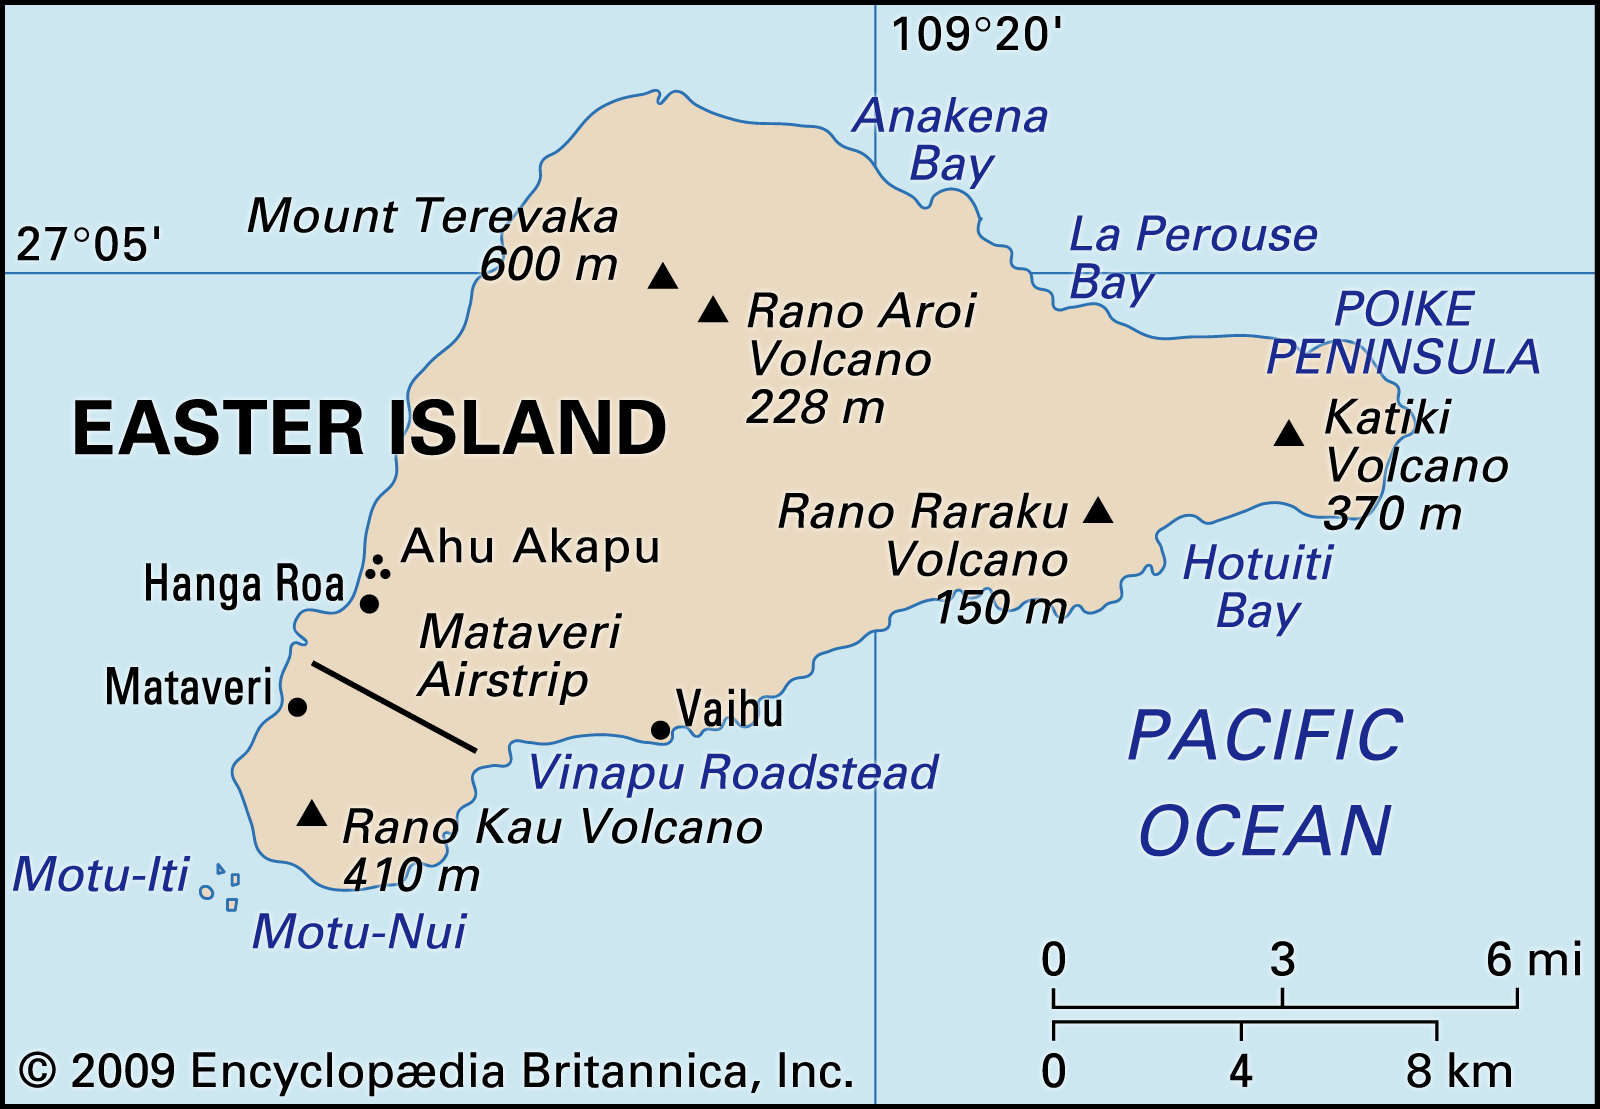 109°20'
Anakena
Bay
Mount Terevaka
600 m
27°05'
La Perouse
Bay
Rano Aroi
Volcano
228 m
POIKE
PENINSULA
EASTER ISLAND
Katiki
Volcano
370 m
Rano Raraku
Volcano
150 m
Ahu Akapu
Hanga Roa
Hotuiti
Bay
Mataveri
Airstrip
Mataveri
Vaihu
PACIFIC
OCEAN
Vinapu Roadstead
Rano Kau Volcano
410 m
Motu-Iti
Motu-Nui
0 3 6 mi
0 4 8 km
© 2009 Encyclopædia Britannica, Inc.